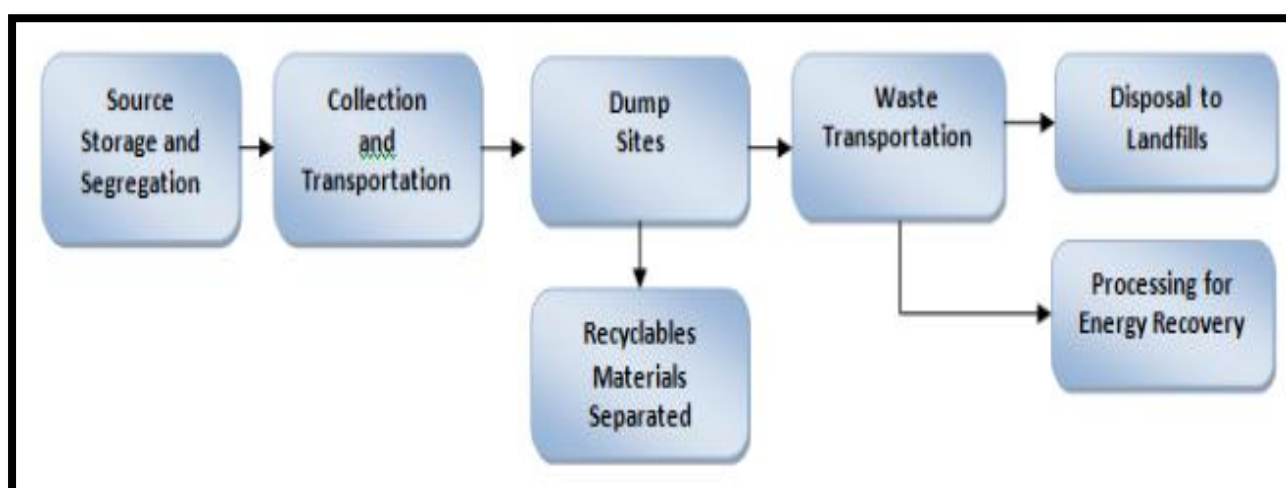 Source
Storage and
Segregation
Collection
and
Transportation
Dump
Sites
Waste
Transportation
Disposal to
Landfills
Recyclables
Materials
Separated
Processing for
Energy Recovery